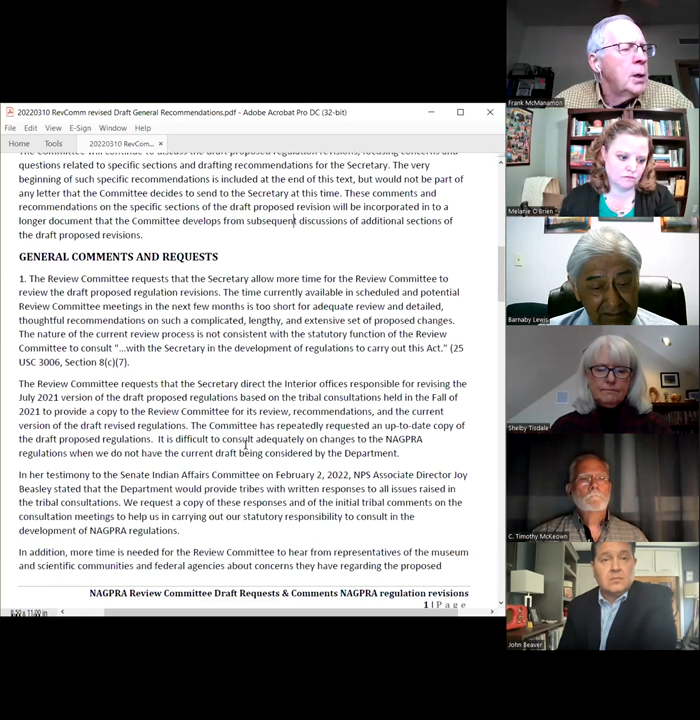 20220310 RevComm revised Draft General Recommendations.pdf - Adobe Acrobat Pro DC (32-bit)
File Edit View E-Sign Window Help
Home Tools 20220310 RevCom... ×
questions related to specific sections and drafting recommendations for the Secretary. The very
beginning of such specific recommendations is included at the end of this text, but would not be part of
any letter that the Committee decides to send to the Secretary at this time. These comments and
recommendations on the specific sections of the draft proposed revision will be incorporated in to a
longer document that the Committee develops from subsequent discussions of additional sections of
the draft proposed revisions.
GENERAL COMMENTS AND REQUESTS
1. The Review Committee requests that the Secretary allow more time for the Review Committee to
review the draft proposed regulation revisions. The time currently available in scheduled and potential
Review Committee meetings in the next few months is too short for adequate review and detailed,
thoughtful recommendations on such a complicated, lengthy, and extensive set of proposed changes.
The nature of the current review process is not consistent with the statutory function of the Review
Committee to consult "...with the Secretary in the development of regulations to carry out this Act." (25
USC 3006, Section 8(c)(7).
The Review Committee requests that the Secretary direct the Interior offices responsible for revising the
July 2021 version of the draft proposed regulations based on the tribal consultations held in the Fall of
2021 to provide a copy to the Review Committee for its review, recommendations, and the current
version of the draft revised regulations. The Committee has repeatedly requested an up-to-date copy of
the draft proposed regulations. It is difficult to consult adequately on changes to the NAGPRA
regulations when we do not have the current draft being considered by the Department.
In her testimony to the Senate Indian Affairs Committee on February 2, 2022, NPS Associate Director Joy
Beasley stated that the Department would provide tribes with written responses to all issues raised in
the tribal consultations. We request a copy of these responses and of the initial tribal comments on the
consultation meetings to help us in carrying out our statutory responsibility to consult in the
development of NAGPRA regulations.
In addition, more time is needed for the Review Committee to hear from representatives of the museum
and scientific communities and federal agencies about concerns they have regarding the proposed
NAGPRA Review Committee Draft Requests & Comments NAGPRA regulation revisions
1 | P a g e
8.50 x 11.00 in
Frank McManamon
Melanie O'Brien
Barnaby Lewis
Shelby Tisdale
C. Timothy McKeown
John Beaver